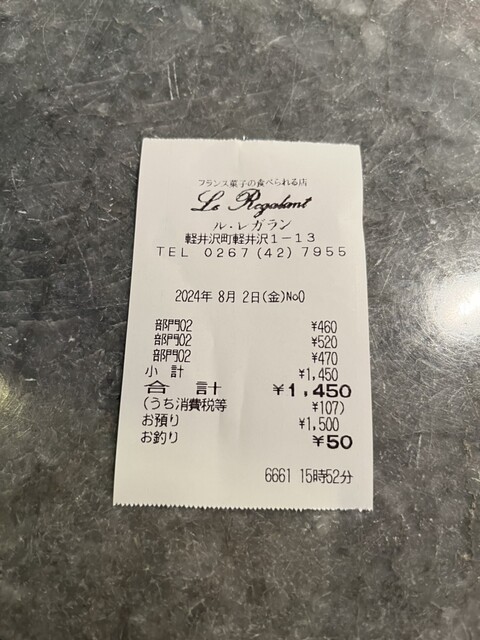 フランス菓子の食べられる店
Le Regalant
ル・レガラン
軽井沢町軽井沢1-13
TEL 0267(42)7955
2024年 8月 2日(金)No0
部門02 ¥460
部門02 ¥520
部門02 ¥470
小 計 ¥1,450
合 計 ¥1,450
(うち消費税等 ¥107)
お預り ¥1,500
お釣り ¥50
6661 15時52分